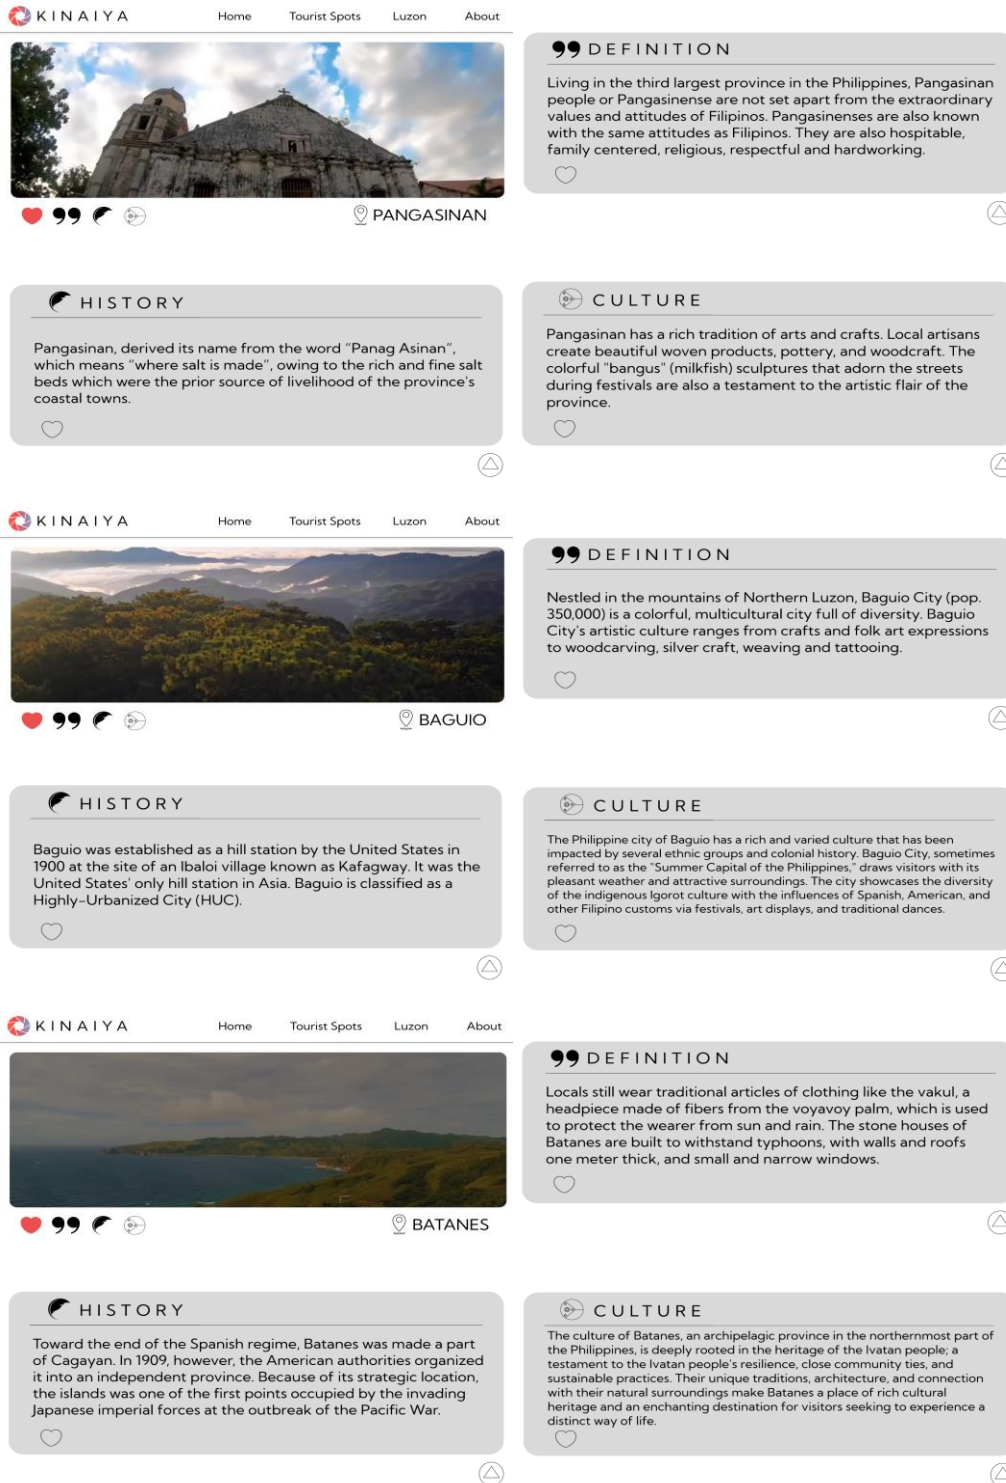 KINAIYA
Home Tourist Spots Luzon About
PANGASINAN
DEFINITION
Living in the third largest province in the Philippines, Pangasinan
people or Pangasinense are not set apart from the extraordinary
values and attitudes of Filipinos. Pangasinenses are also known
with the same attitudes as Filipinos. They are also hospitable,
family centered, religious, respectful and hardworking.
HISTORY
Pangasinan, derived its name from the word “Panag Asinan”,
which means “where salt is made”, owing to the rich and fine salt
beds which were the prior source of livelihood of the province's
coastal towns.
CULTURE
Pangasinan has a rich tradition of arts and crafts. Local artisans
create beautiful woven products, pottery, and woodcraft. The
colorful "bangus" (milkfish) sculptures that adorn the streets
during festivals are also a testament to the artistic flair of the
province.
KINAIYA
Home Tourist Spots Luzon About
BAGUIO
DEFINITION
Nestled in the mountains of Northern Luzon, Baguio City (pop.
350,000) is a colorful, multicultural city full of diversity. Baguio
City's artistic culture ranges from crafts and folk art expressions
to woodcarving, silver craft, weaving and tattooing.
HISTORY
Baguio was established as a hill station by the United States in
1900 at the site of an Ibaloi village known as Kafagway. It was the
United States' only hill station in Asia. Baguio is classified as a
Highly-Urbanized City (HUC).
CULTURE
The Philippine city of Baguio has a rich and varied culture that has been
impacted by several ethnic groups and colonial history. Baguio City, sometimes
referred to as the "Summer Capital of the Philippines," draws visitors with its
pleasant weather and attractive surroundings. The city showcases the diversity
of the indigenous Igorot culture with the influences of Spanish, American, and
other Filipino customs via festivals, art displays, and traditional dances.
KINAIYA
Home Tourist Spots Luzon About
BATANES
DEFINITION
Locals still wear traditional articles of clothing like the vakul, a
headpiece made of fibers from the voyavoy palm, which is used
to protect the wearer from sun and rain. The stone houses of
Batanes are built to withstand typhoons, with walls and roofs
one meter thick, and small and narrow windows.
HISTORY
Toward the end of the Spanish regime, Batanes was made a part
of Cagayan. In 1909, however, the American authorities organized
it into an independent province. Because of its strategic location,
the islands was one of the first points occupied by the invading
Japanese imperial forces at the outbreak of the Pacific War.
CULTURE
The culture of Batanes, an archipelagic province in the northernmost part of
the Philippines, is deeply rooted in the heritage of the Ivatan people; a
testament to the Ivatan people's resilience, close community ties, and
sustainable practices. Their unique traditions, architecture, and connection
with their natural surroundings make Batanes a place of rich cultural
heritage and an enchanting destination for visitors seeking to experience a
distinct way of life.